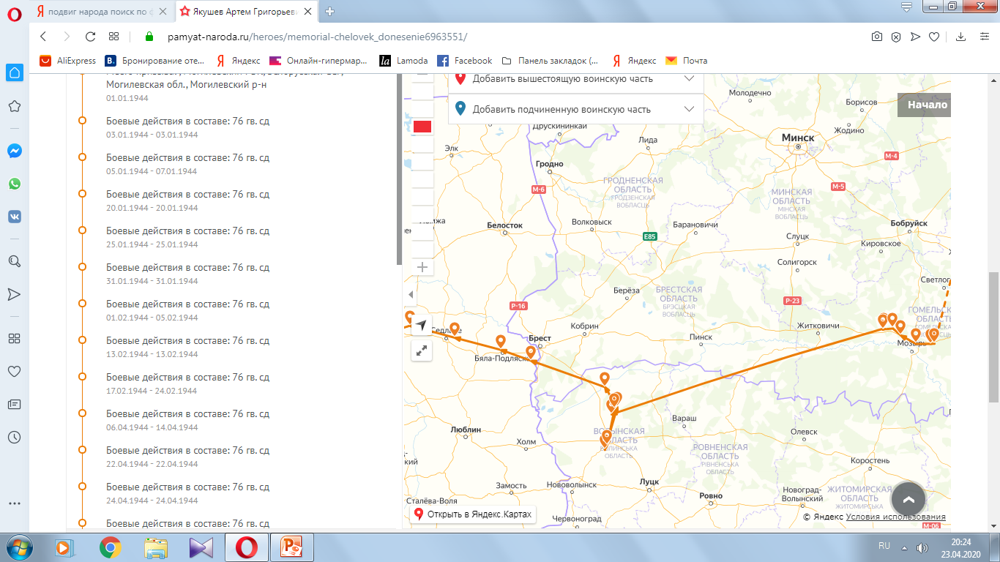 подвиг народа поиск по ф
Якушев Артем Григорьеви
pamyat-naroda.ru/heroes/memorial-chelovek_donesenie6963551/
AliExpress
Бронирование оте...
Яндекс
Онлайн-гипермар...
Lamoda
Facebook
Панель закладок (...
Яндекс
Почта
Могилевская обл., Могилевский р-н
01.01.1944
Боевые действия в составе: 76 гв. сд
03.01.1944 - 03.01.1944
Боевые действия в составе: 76 гв. сд
05.01.1944 - 07.01.1944
Боевые действия в составе: 76 гв. сд
20.01.1944 - 20.01.1944
Боевые действия в составе: 76 гв. сд
25.01.1944 - 25.01.1944
Боевые действия в составе: 76 гв. сд
31.01.1944 - 31.01.1944
Боевые действия в составе: 76 гв. сд
01.02.1944 - 05.02.1944
Боевые действия в составе: 76 гв. сд
13.02.1944 - 13.02.1944
Боевые действия в составе: 76 гв. сд
17.02.1944 - 24.02.1944
Боевые действия в составе: 76 гв. сд
06.04.1944 - 14.04.1944
Боевые действия в составе: 76 гв. сд
22.04.1944 - 22.04.1944
Боевые действия в составе: 76 гв. сд
24.04.1944 - 24.04.1944
Боевые действия в составе: 76 гв. сд
Добавить вышестоящую воинскую часть
Добавить подчиненную воинскую часть
Начало
Молодечно
Борисов
Жодино
Минск
Друскининкай
Лида
Элк
Гродно
М-4
М-6
М-5
ГРОДНЕНСКАЯ
ОБЛАСТЬ
ГРОДЗЕНСКАЯ
ВОБЛАСЦЬ
МИНСКАЯ
ОБЛАСТЬ
МІНСКАЯ
ВОБЛАСЦЬ
Белосток
Волковыск
Барановичи
Бобруйск
Е85
Слуцк
Кировское
Солигорск
Светлог
Берёза
БРЕСТСКАЯ
ОБЛАСТЬ
БРЭСЦКАЯ
ВОБЛАСЦЬ
Р-16
Р-23
ГОМЕЛЬС
ОБЛАСТ
Кобрин
Житковичи
Седльце
Брест
Пинск
Мозырь
Бяла-Подляска
Люблин
Холм
ВОЛЫНСКАЯ
ОБЛАСТЬ
ВОЛИНСЬКА
ОБЛАСТЬ
Вараш
Олевск
РОВНЕНСКАЯ
ОБЛАСТЬ
РІВНЕНСЬКА
ОБЛАСТЬ
Коростень
Замость
Нововолынск
Луцк
Ровно
Новоград-
Волынский
ЖИТОМИРСКАЯ
ОБЛАСТЬ
ЖИТОМИРСЬКА
Сталёва-Воля
Червоноград
Открыть в Яндекс.Картах
© Яндекс Условия использования
М-06
RU
20:24
23.04.2020